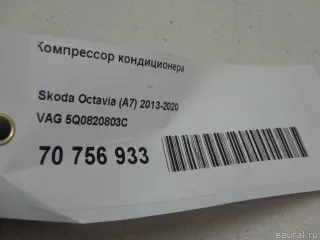 Компрессор кондиционера
Skoda Octavia (A7) 2013-2020
VAG 5Q0820803C
70 756 933
eaural.ru